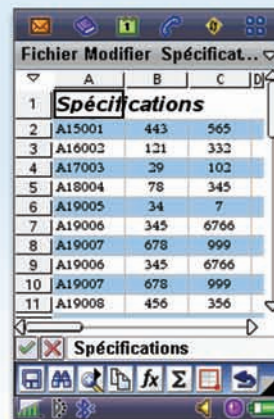 1
Fichier Modifier Spécificat...
A B C D
1 Spécifications
2 A15001 443 565
3 A16002 121 332
4 A17003 29 102
5 A18004 78 345
6 A19005 34 7
7 A19006 345 6766
8 A19007 678 999
9 A19006 345 6766
10 A19007 678 999
11 A19008 456 356
Spécifications
fx Σ